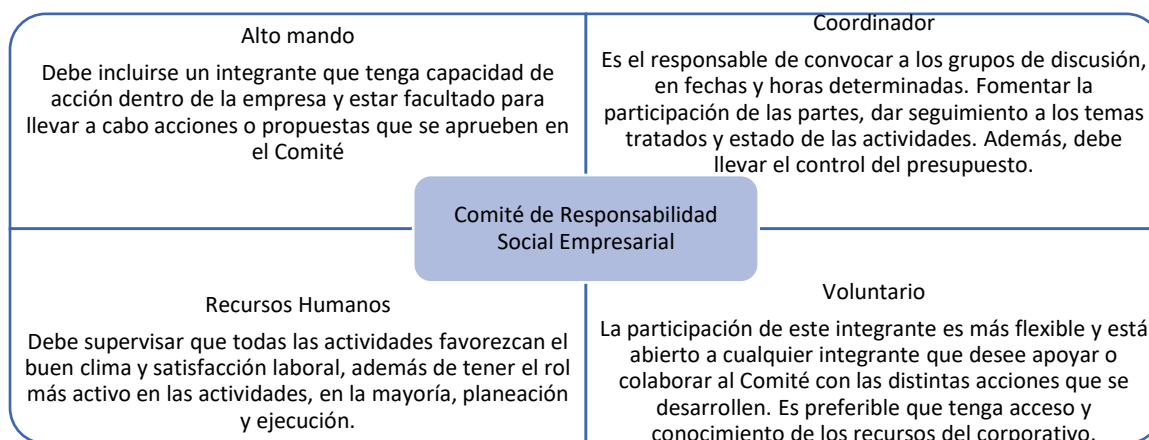 Alto mando
Debe incluirse un integrante que tenga capacidad de
acción dentro de la empresa y estar facultado para
llevar a cabo acciones o propuestas que se aprueben en
el Comité
Coordinador
Es el responsable de convocar a los grupos de discusión,
en fechas y horas determinadas. Fomentar la
participación de las partes, dar seguimiento a los temas
tratados y estado de las actividades. Además, debe
llevar el control del presupuesto.
Comité de Responsabilidad
Social Empresarial
Recursos Humanos
Debe supervisar que todas las actividades favorezcan el
buen clima y satisfacción laboral, además de tener el rol
más activo en las actividades, en la mayoría, planeación
y ejecución.
Voluntario
La participación de este integrante es más flexible y está
abierto a cualquier integrante que desee apoyar o
colaborar al Comité con las distintas acciones que se
desarrollen. Es preferible que tenga acceso y
conocimiento de los recursos del corporativo.